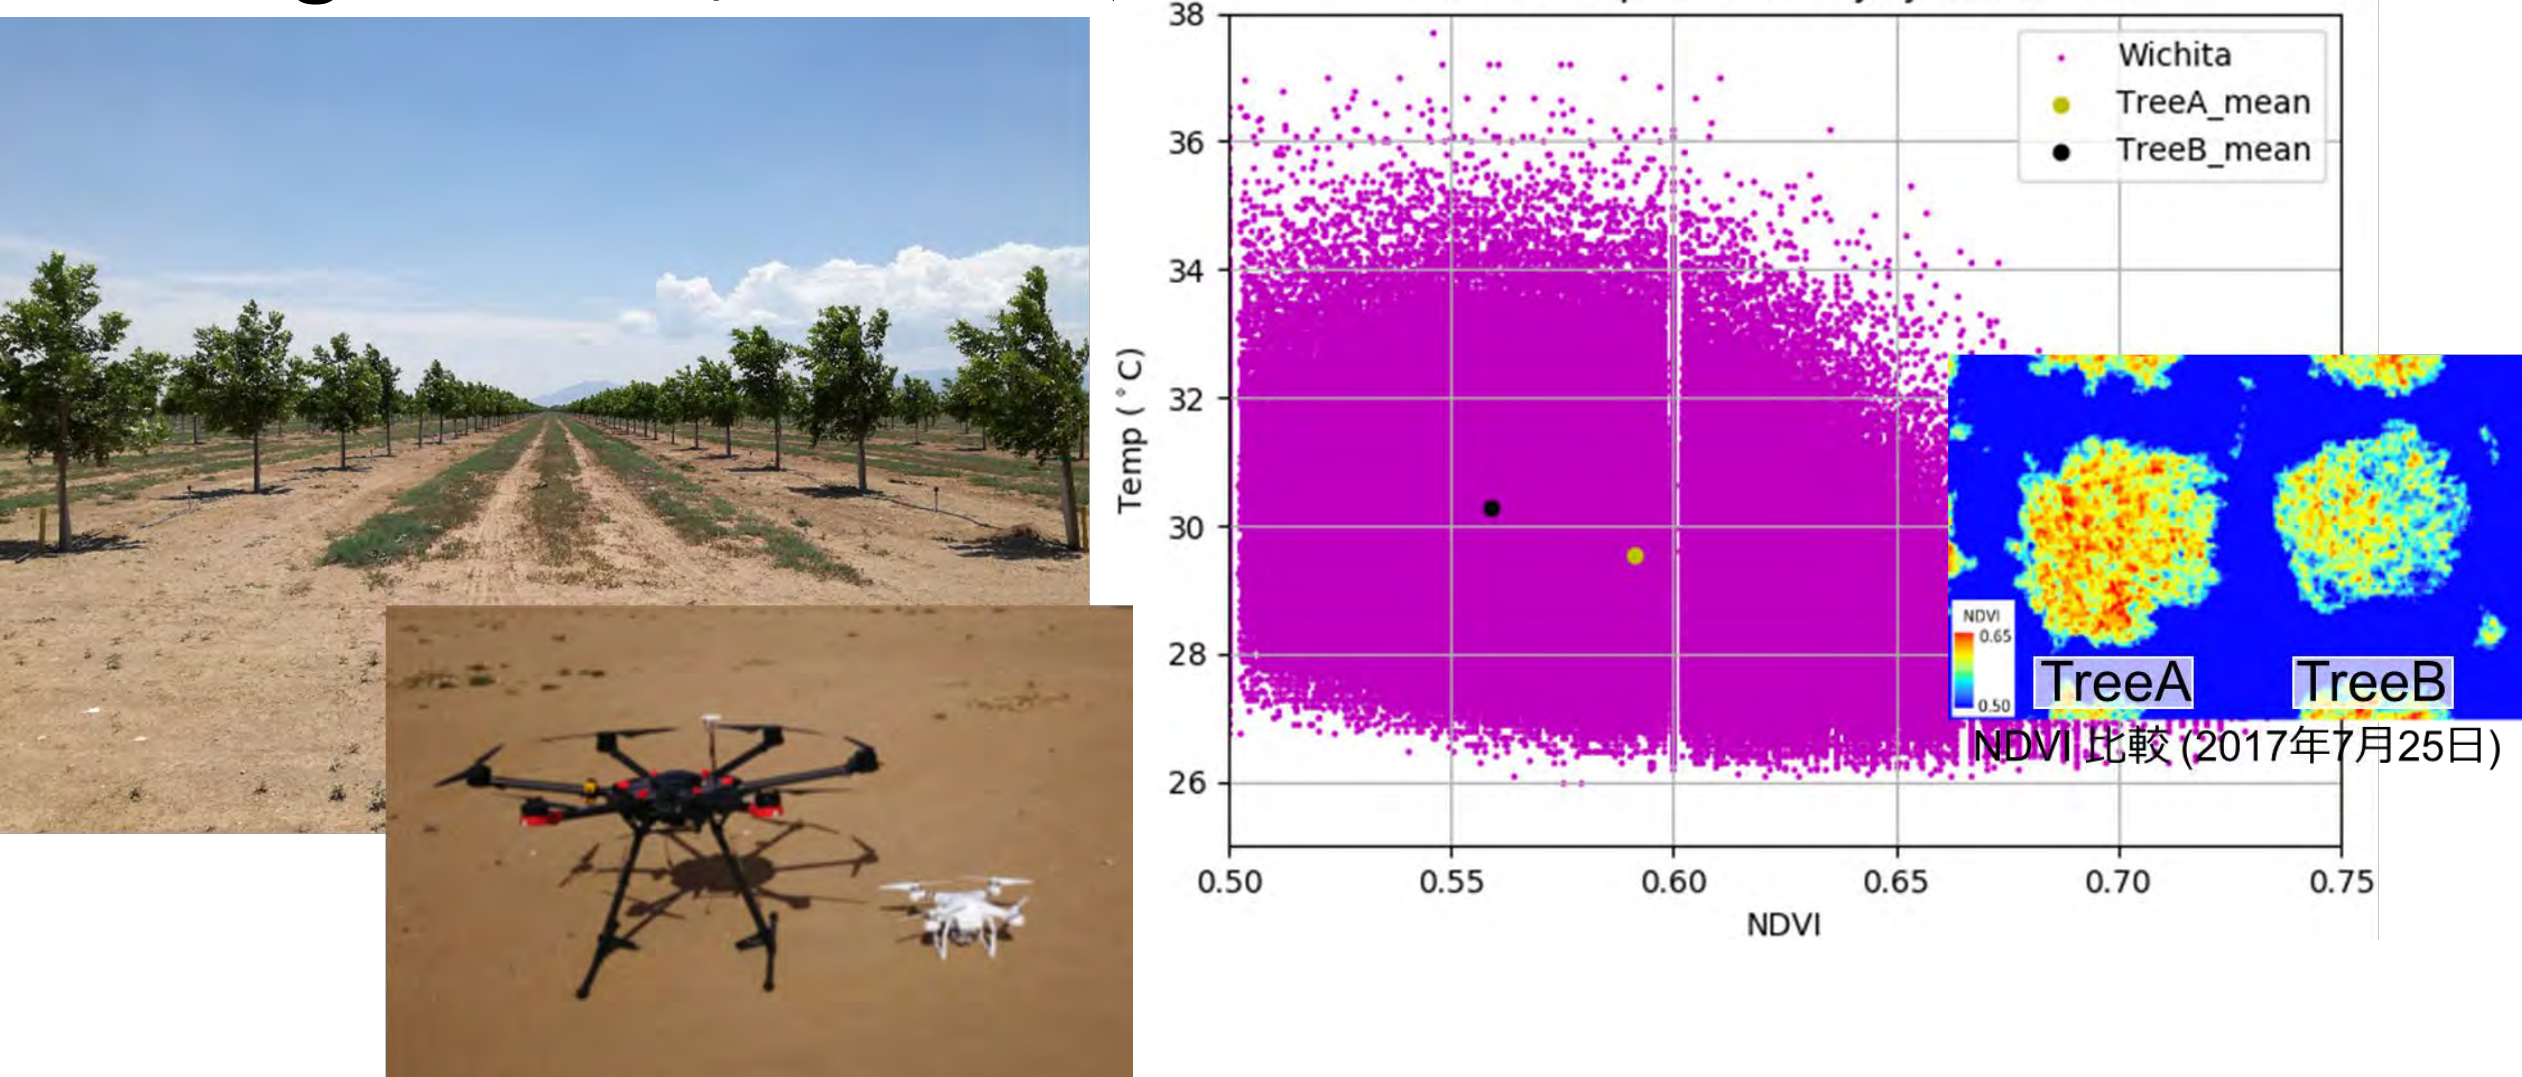 38
36
34
32
30
28
26
Temp (°C)
0.50
0.55
0.60
0.65
0.70
0.75
NDVI
Wichita
TreeA_mean
TreeB_mean
NDVI
0.65
0.50
TreeA
TreeB
NDVI 比較 (2017年7月25日)